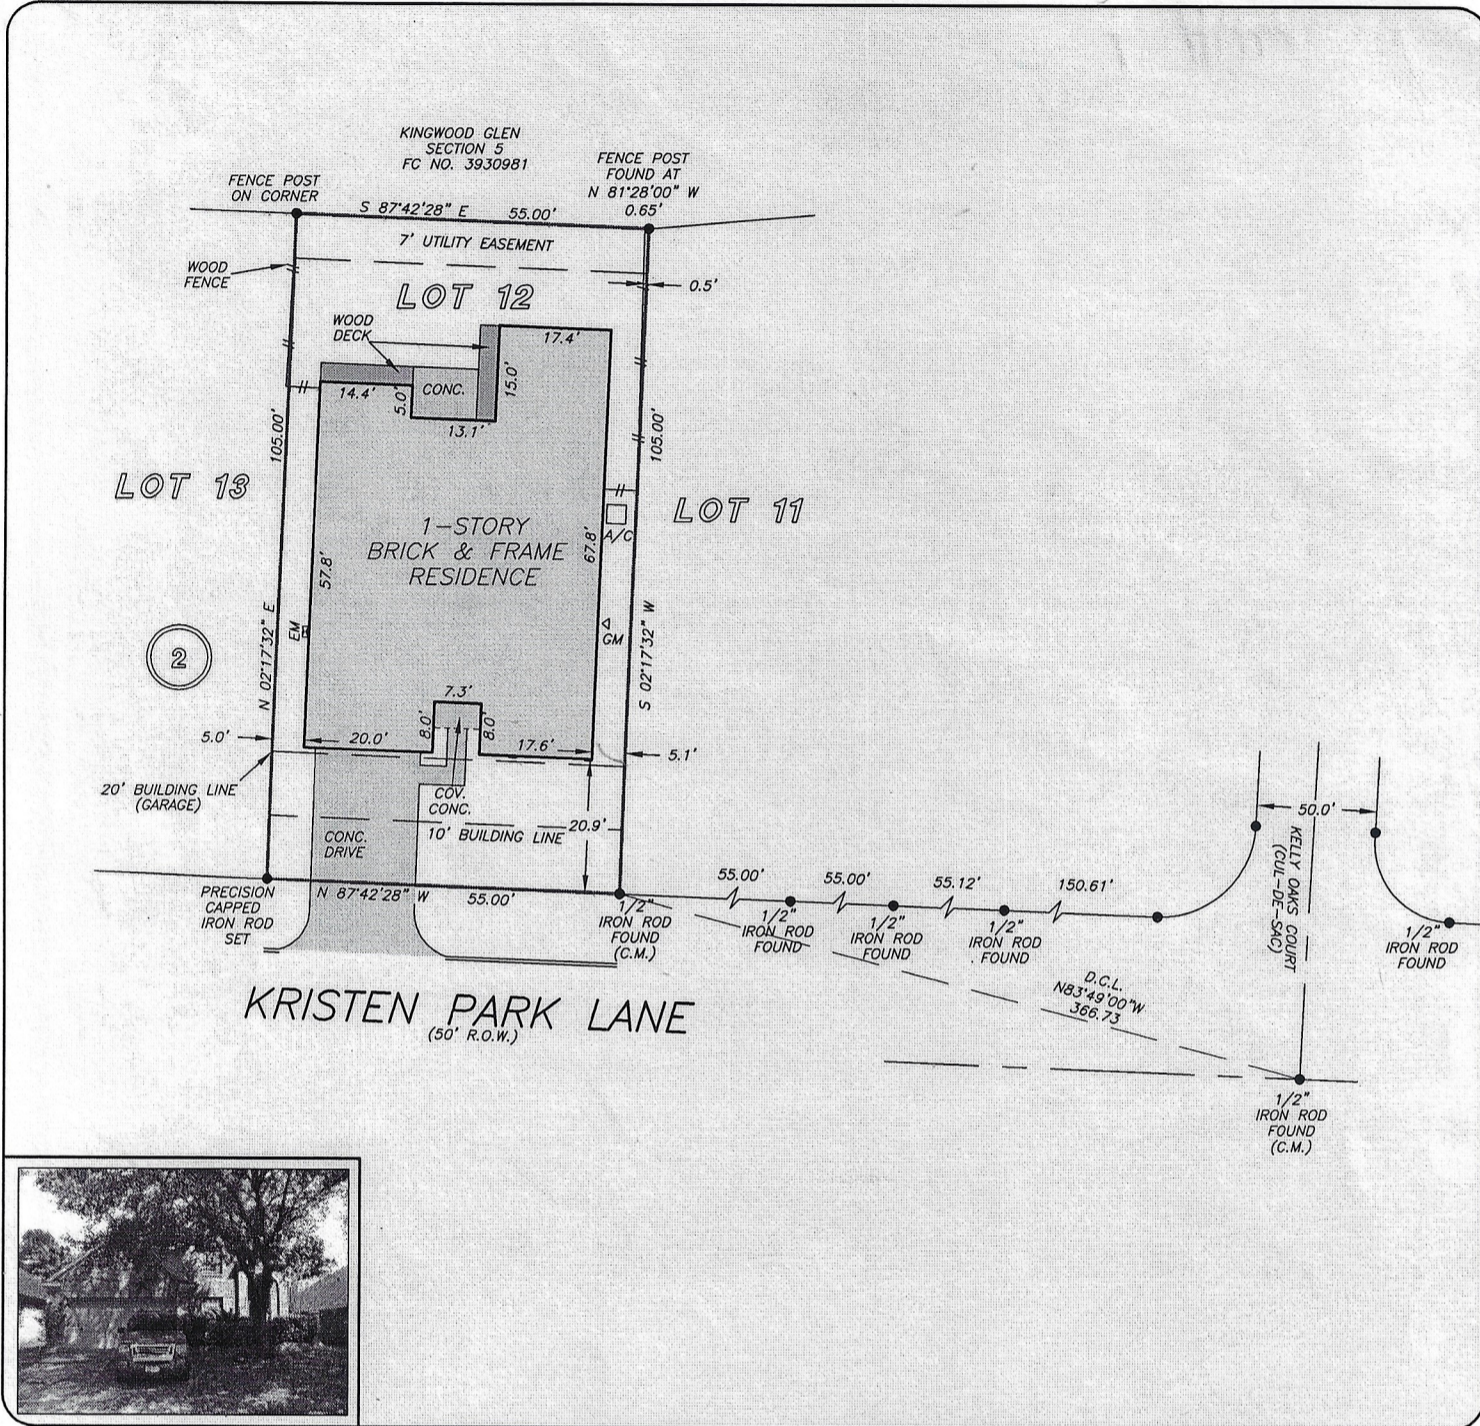 KINGWOOD GLEN
SECTION 5
FC NO. 3930981
FENCE POST
ON CORNER
FENCE POST
FOUND AT
N 81°28'00" W
0.65'
S 87°42'28" E 55.00'
7' UTILITY EASEMENT
WOOD
FENCE
0.5'
LOT 12
WOOD
DECK
17.4'
15.0'
14.4'
5.0'
CONC.
13.1'
105.00'
105.00'
LOT 13
LOT 11
1-STORY
BRICK & FRAME
RESIDENCE
A/C
57.8'
67.8'
EM
GM
N 02°17'32" E
S 02°17'32" W
2
7.3'
8.0'
8.0'
5.0'
20.0'
17.6'
5.1'
20' BUILDING LINE
(GARAGE)
COV.
CONC.
20.9'
10' BUILDING LINE
CONC.
DRIVE
50.0'
KELLY OAKS COURT
(CUL-DE-SAC)
N 87°42'28" W 55.00'
PRECISION
CAPPED
IRON ROD
SET
1/2"
IRON ROD
FOUND
(C.M.)
55.00'
55.00'
55.12'
150.61'
1/2"
IRON ROD
FOUND
1/2"
IRON ROD
FOUND
1/2"
IRON ROD
FOUND
1/2"
IRON ROD
FOUND
D.C.L.
N83°49'00"W
366.73
KRISTEN PARK LANE
(50' R.O.W.)
1/2"
IRON ROD
FOUND
(C.M.)